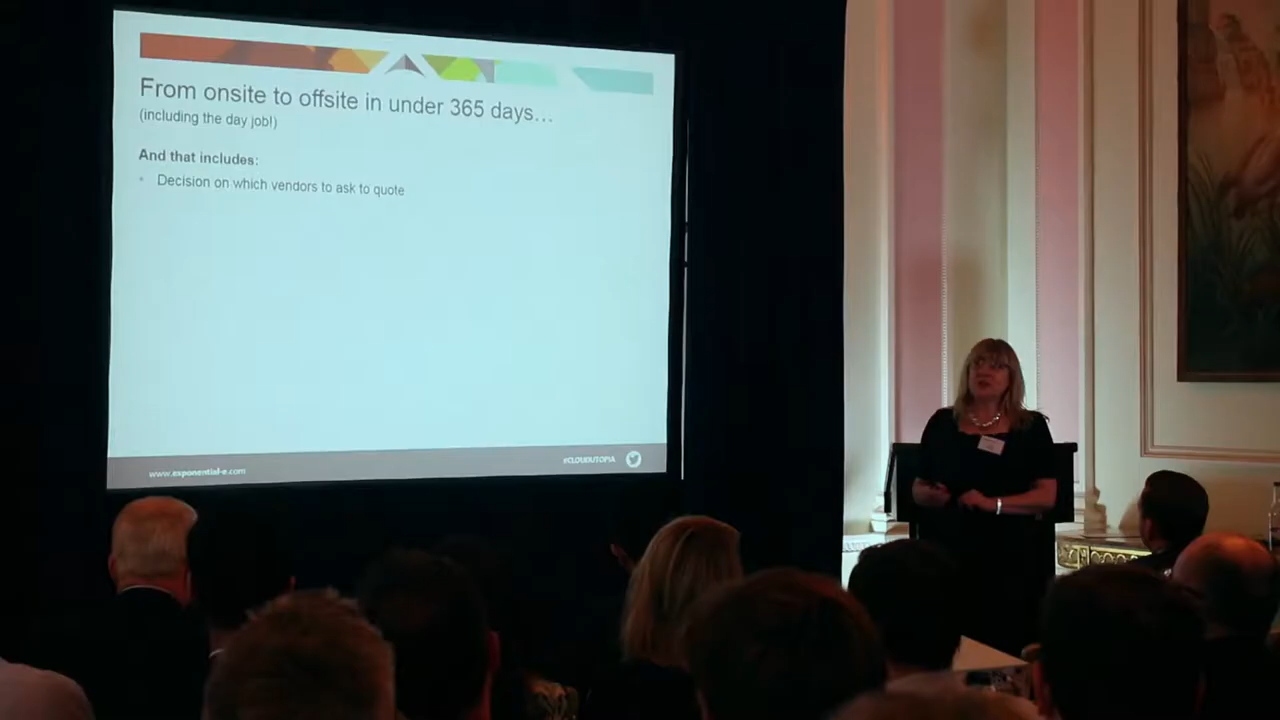 From onsite to offsite in under 365 days...
(including the day job!)
And that includes:
• Decision on which vendors to ask to quote
www.exponential-e.com
#CLOUDUTOPIA